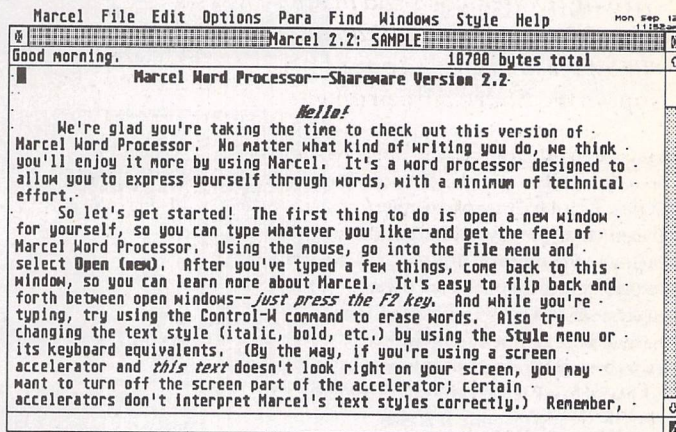 Marcel File Edit Options Para Find Windows Style Help
Mon Sep 12
11:52am
Marcel 2.2: SAMPLE
Good morning. 10700 bytes total
Marcel Word Processor--Shareware Version 2.2
Hello!
We're glad you're taking the time to check out this version of
Marcel Word Processor. No matter what kind of writing you do, we think
you'll enjoy it more by using Marcel. It's a word processor designed to
allow you to express yourself through words, with a minimum of technical
effort.
So let's get started! The first thing to do is open a new window
for yourself, so you can type whatever you like--and get the feel of
Marcel Word Processor. Using the mouse, go into the File menu and
select Open (new). After you've typed a few things, come back to this
window, so you can learn more about Marcel. It's easy to flip back and
forth between open windows--just press the F2 key. And while you're
typing, try using the Control-W command to erase words. Also try
changing the text style (italic, bold, etc.) by using the Style menu or
its keyboard equivalents. (By the way, if you're using a screen
accelerator and this text doesn't look right on your screen, you may
want to turn off the screen part of the accelerator; certain
accelerators don't interpret Marcel's text styles correctly.) Remember,